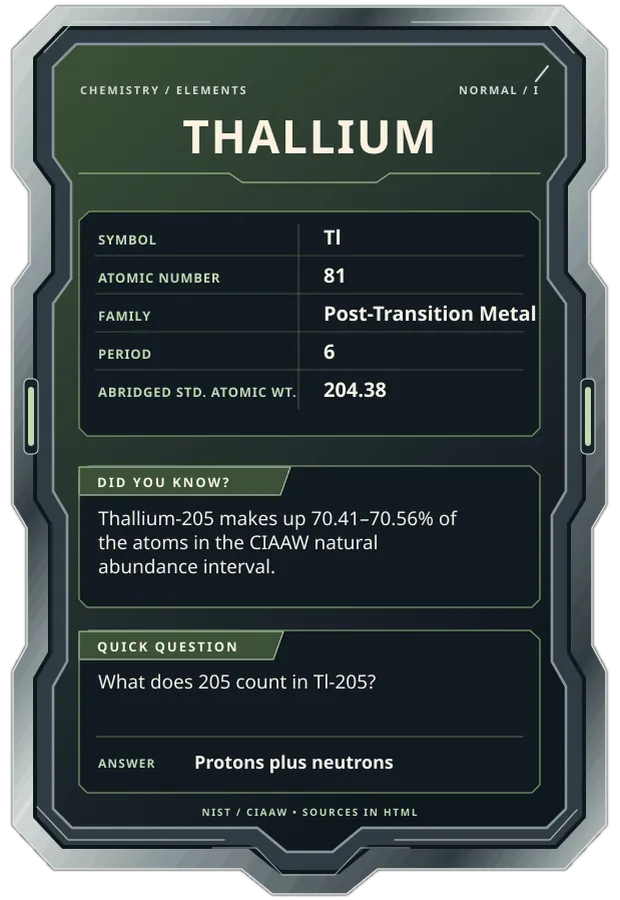 CHEMISTRY / ELEMENTS
NORMAL / I
THALLIUM
SYMBOL Tl
ATOMIC NUMBER 81
FAMILY Post-Transition Metal
PERIOD 6
ABRIDGED STD. ATOMIC WT. 204.38
DID YOU KNOW?
Thallium-205 makes up 70.41–70.56% of
the atoms in the CIAAW natural
abundance interval.
QUICK QUESTION
What does 205 count in Tl-205?
ANSWER Protons plus neutrons
NIST / CIAAW • SOURCES IN HTML